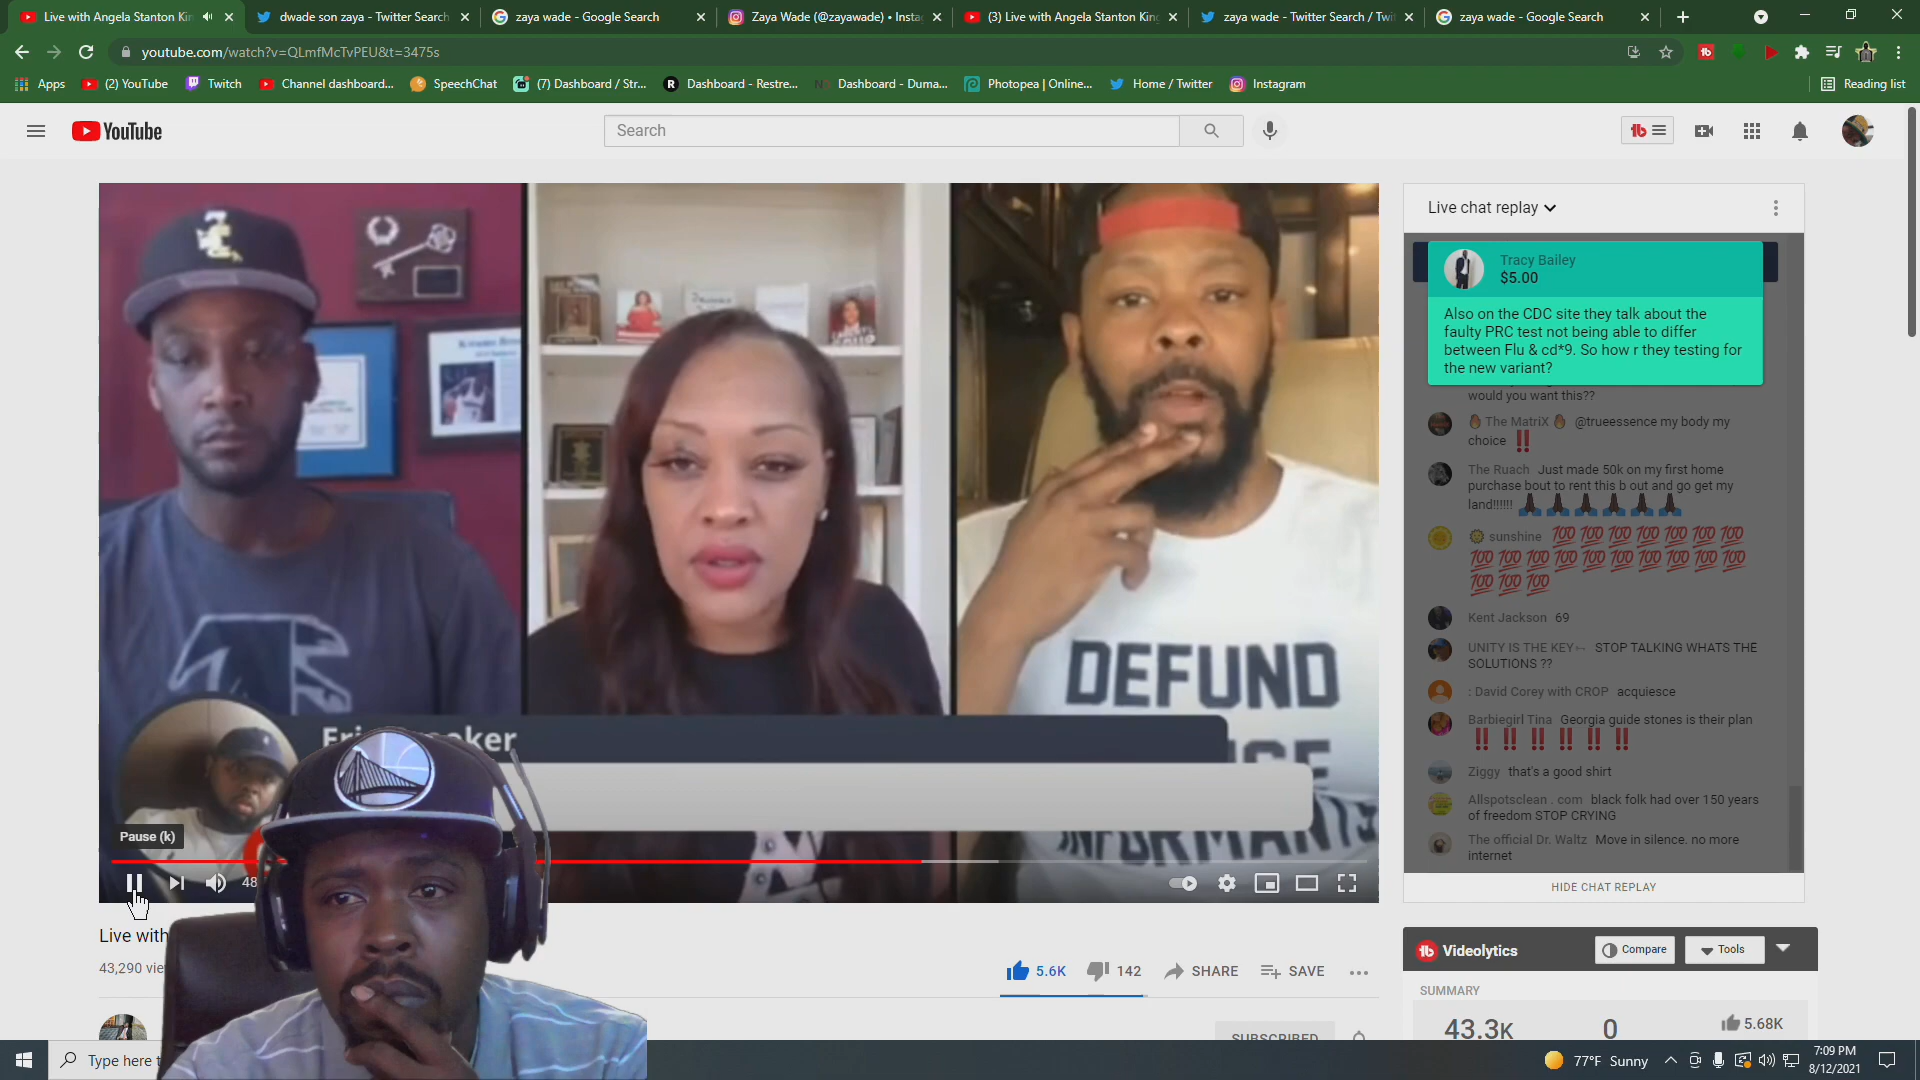 Live with Angela Stanton Kin
dwade son zaya - Twitter Search
zaya wade - Google Search
Zaya Wade (@zayawade) • Insta
(3) Live with Angela Stanton King
zaya wade - Twitter Search / Twi
zaya wade - Google Search
youtube.com/watch?v=QLmfMcTvPEU&t=3475s
Apps
(2) YouTube
Twitch
Channel dashboard...
SpeechChat
(7) Dashboard / Str...
Dashboard - Restre...
Dashboard - Duma...
Photopea | Online...
Home / Twitter
Instagram
Reading list
YouTube
Search
Live chat replay
Tracy Bailey
$5.00
Also on the CDC site they talk about the
faulty PRC test not being able to differ
between Flu & cd*9. So how r they testing for
the new variant?
would you want this??
The MatriX @trueessence my body my
choice ‼️
The Ruach Just made 50k on my first home
purchase bout to rent this b out and go get my
land!!!!!!
sunshine 💯💯💯💯💯💯💯
💯💯💯💯💯💯💯💯💯💯
💯💯💯
Kent Jackson 69
UNITY IS THE KEY STOP TALKING WHATS THE
SOLUTIONS ??
: David Corey with CROP acquiesce
Barbiegirl Tina Georgia guide stones is their plan
‼️ ‼️ ‼️ ‼️ ‼️ ‼️
Ziggy that's a good shirt
Allspotsclean . com black folk had over 150 years
of freedom STOP CRYING
The official Dr. Waltz Move in silence. no more
internet
HIDE CHAT REPLAY
DEFUND
INFORMANTS
Pause (k)
48
Live with
43,290 vie
5.6K
142
SHARE
SAVE
SUBSCRIBED
Videolytics
Compare
Tools
SUMMARY
43.3K
0
5.68K
Type here t
77°F Sunny
7:09 PM
8/12/2021